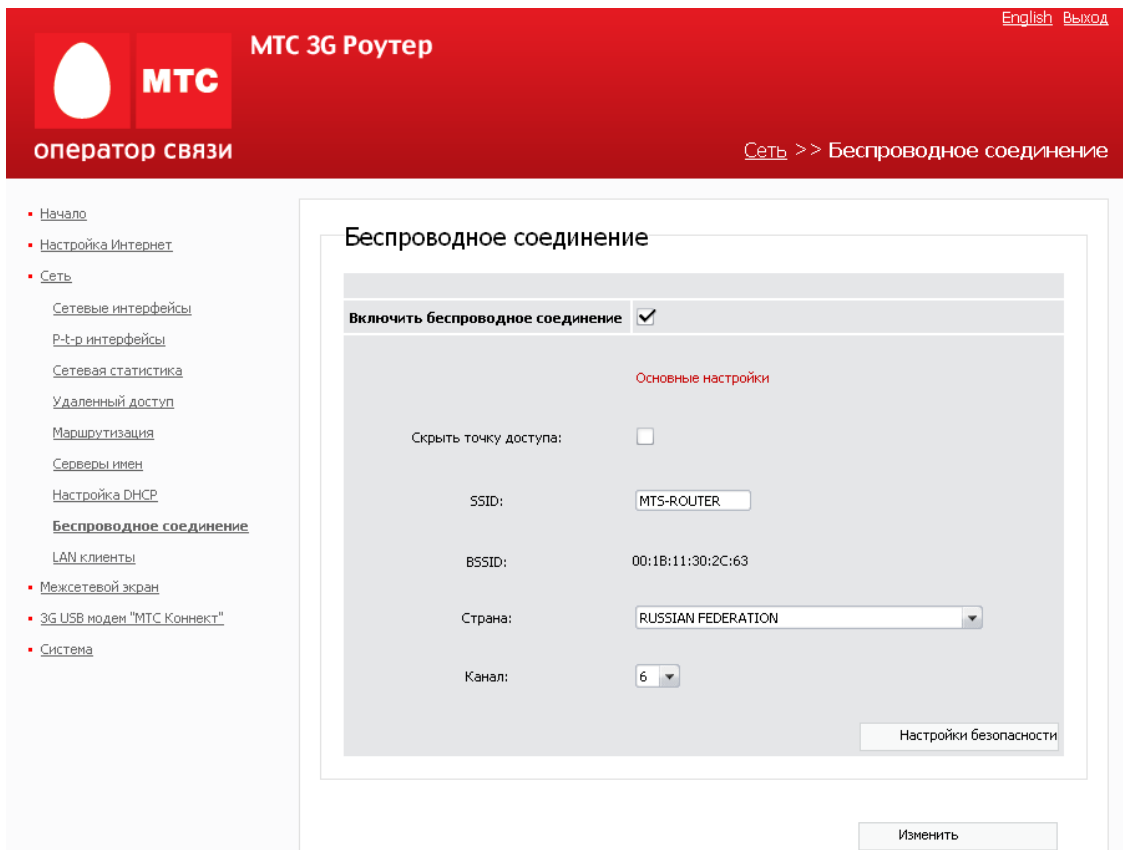 English Выход
МТС 3G Роутер
МТС
оператор связи
Сеть >> Беспроводное соединение
Начало
Настройка Интернет
Сеть
Сетевые интерфейсы
P-t-p интерфейсы
Сетевая статистика
Удаленный доступ
Маршрутизация
Серверы имен
Настройка DHCP
Беспроводное соединение
LAN клиенты
Межсетевой экран
3G USB модем "МТС Коннект"
Система
Беспроводное соединение
Включить беспроводное соединение
Основные настройки
Скрыть точку доступа:
SSID: MTS-ROUTER
BSSID: 00:1B:11:30:2C:63
Страна: RUSSIAN FEDERATION
Канал: 6
Настройки безопасности
Изменить